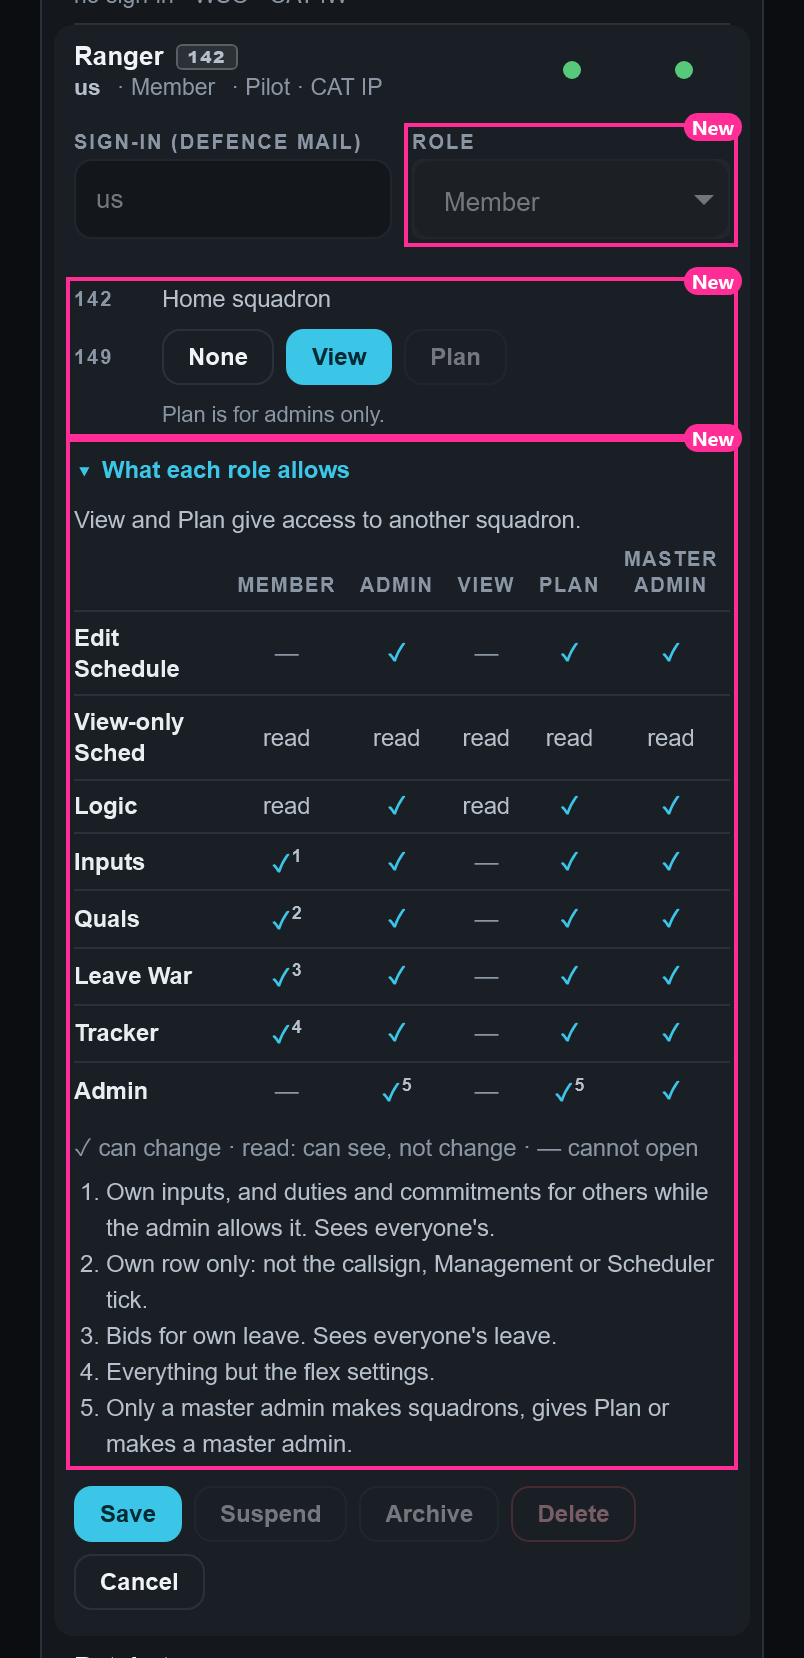 Ranger 142
us · Member · Pilot · CAT IP
SIGN-IN (DEFENCE MAIL)
New
ROLE
us
Member
New
142 Home squadron
149 None View Plan
Plan is for admins only.
New
▼ What each role allows
View and Plan give access to another squadron.
MEMBER ADMIN VIEW PLAN MASTER ADMIN
Edit Schedule — ✓ — ✓ ✓
View-only Sched read read read read read
Logic read ✓ read ✓ ✓
Inputs ✓1 ✓ — ✓ ✓
Quals ✓2 ✓ — ✓ ✓
Leave War ✓3 ✓ — ✓ ✓
Tracker ✓4 ✓ — ✓ ✓
Admin — ✓5 — ✓5 ✓
✓ can change · read: can see, not change · — cannot open
1. Own inputs, and duties and commitments for others while
the admin allows it. Sees everyone's.
2. Own row only: not the callsign, Management or Scheduler
tick.
3. Bids for own leave. Sees everyone's leave.
4. Everything but the flex settings.
5. Only a master admin makes squadrons, gives Plan or
makes a master admin.
Save Suspend Archive Delete
Cancel